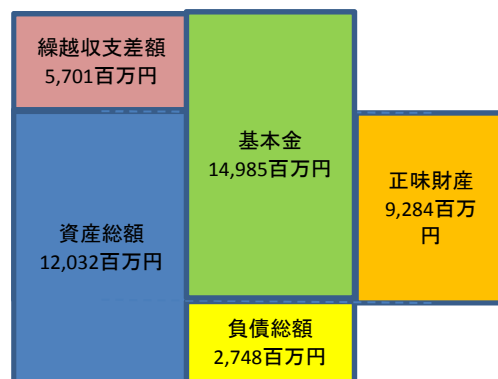 繰越収支差額
5,701百万円
基本金
14,985百万円
正味財産
9,284百万
円
資産総額
12,032百万円
負債総額
2,748百万円